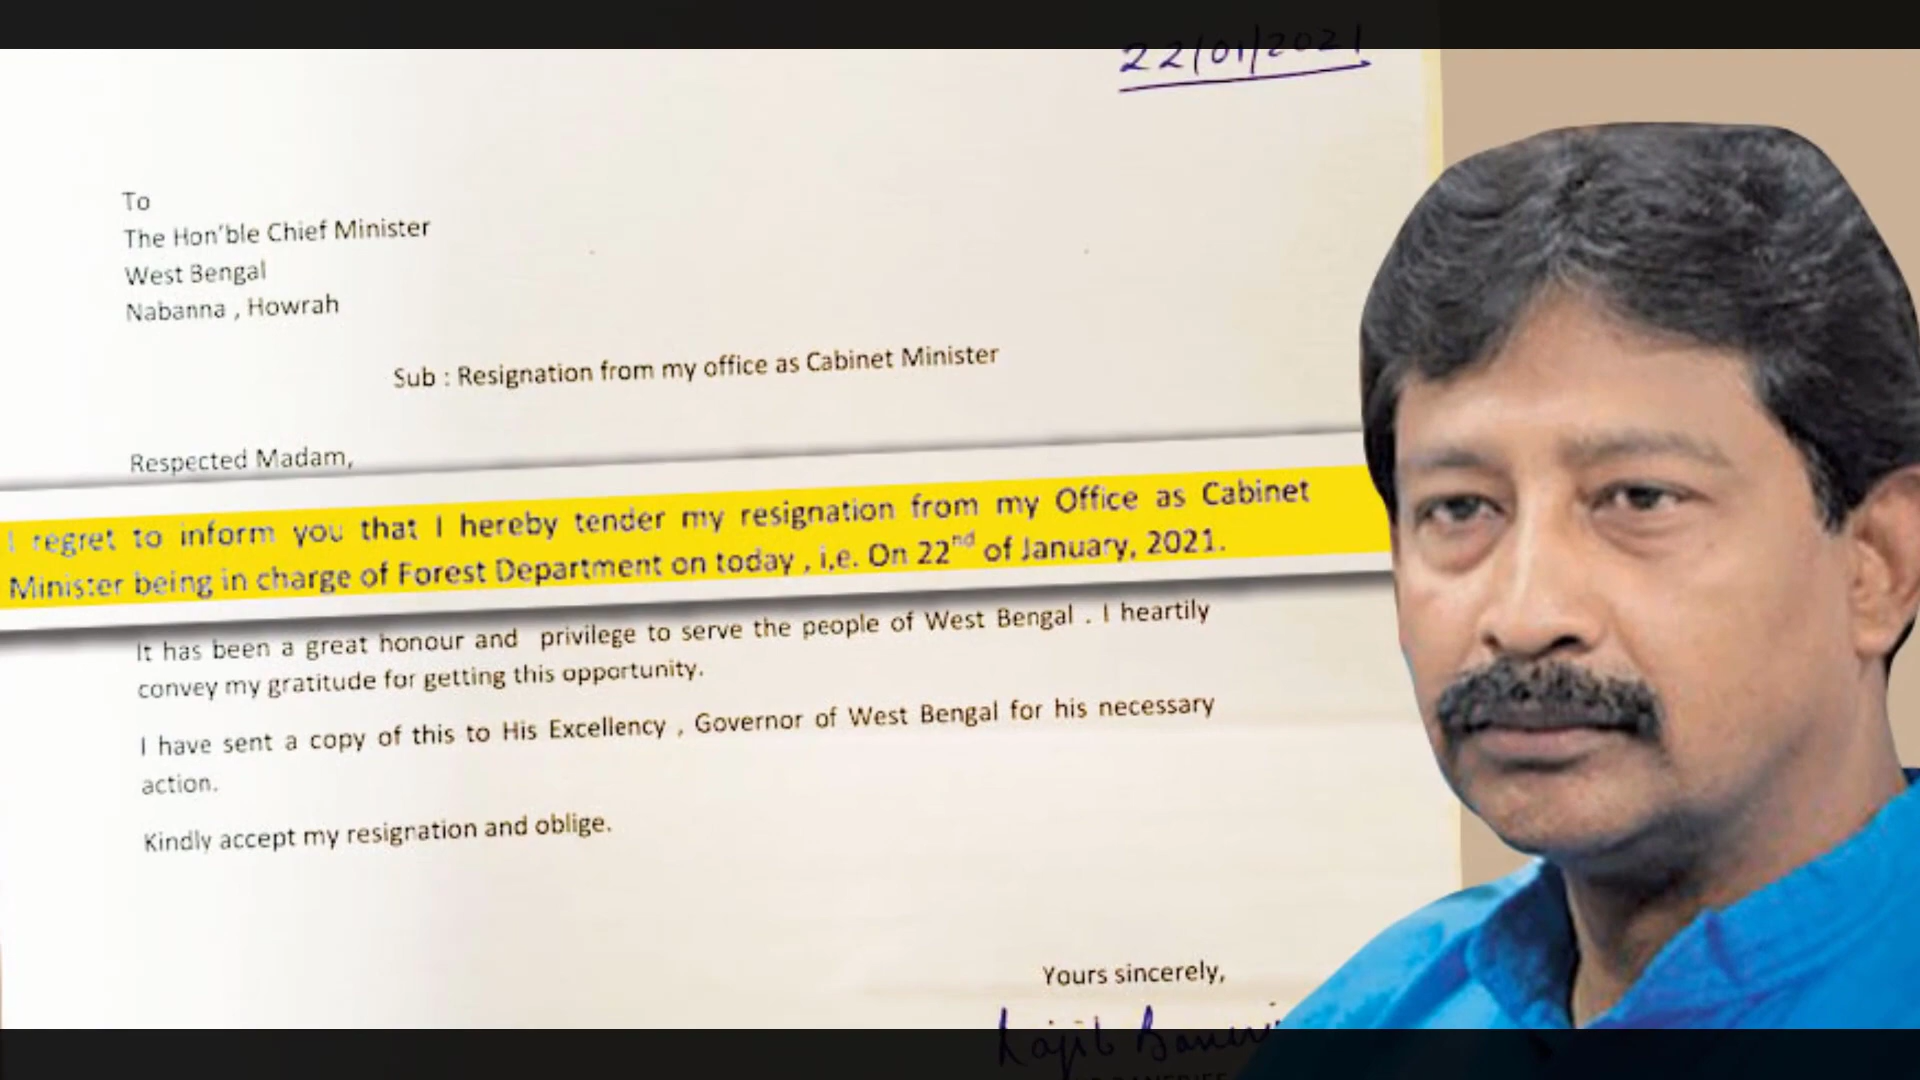 22/01/2021
To
The Hon'ble Chief Minister
West Bengal
Nabanna , Howrah
Sub : Resignation from my office as Cabinet Minister
Respected Madam,
I regret to inform you that I hereby tender my resignation from my Office as Cabinet
Minister being in charge of Forest Department on today , i.e. On 22nd of January, 2021.
It has been a great honour and privilege to serve the people of West Bengal . I heartily
convey my gratitude for getting this opportunity.
I have sent a copy of this to His Excellency , Governor of West Bengal for his necessary
action.
Kindly accept my resignation and oblige.
Yours sincerely,
Rajib